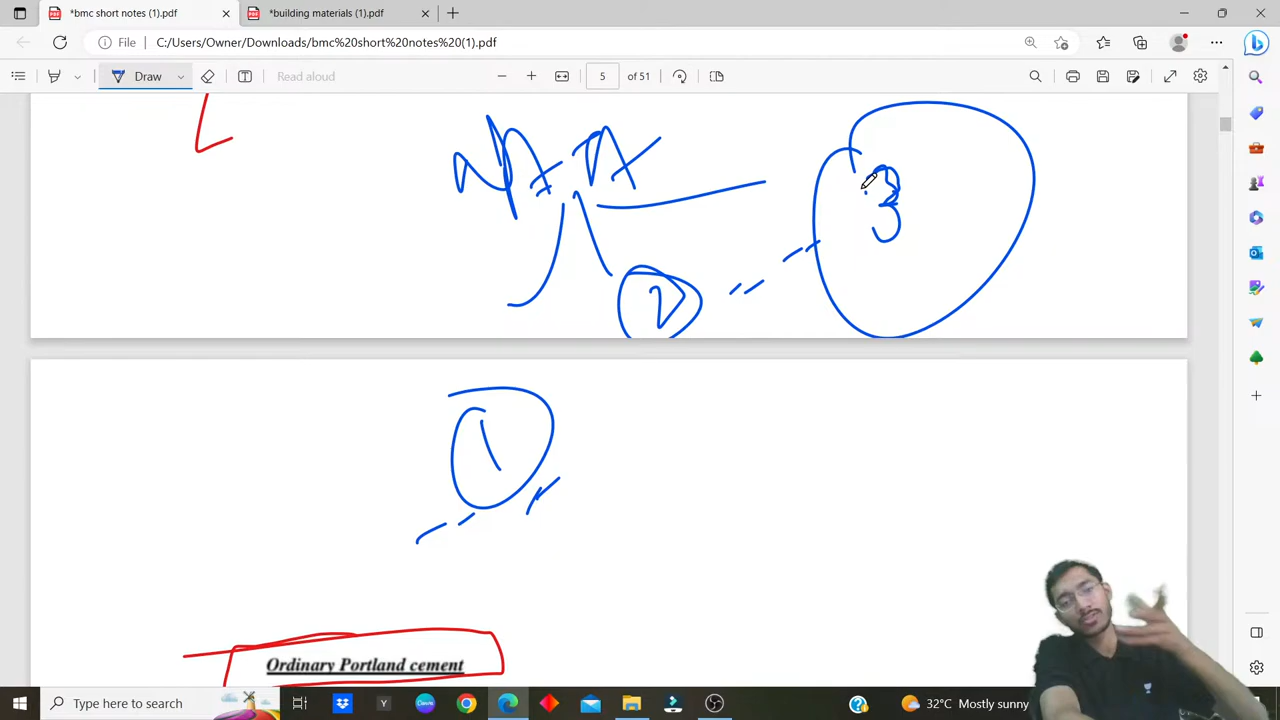 *bmc short notes (1).pdf
*building materials (1).pdf
File
C:/Users/Owner/Downloads/bmc%20short%20notes%20(1).pdf
Draw
Read aloud
5
of 51
3
2
1
Ordinary Portland cement
Type here to search
32°C Mostly sunny